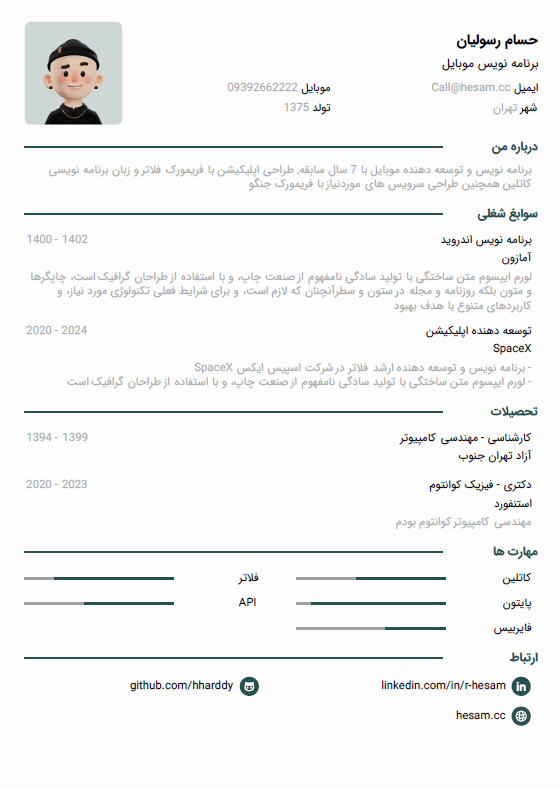 حسام رسولیان
برنامه نویس موبایل
ایمیل Call@hesam.cc
موبایل 09392662222
شهر تهران
تولد 1375
درباره من
برنامه نویس و توسعه دهنده موبایل با 7 سال سابقه, طراحی اپلیکیشن با فریمورک فلاتر و زبان برنامه نویسی
کاتلین همچنین طراحی سرویس های موردنیاز با فریمورک جنگو
سوابغ شغلی
برنامه نویس اندروید
1400 - 1402
آمازون
لورم ایپسوم متن ساختگی با تولید سادگی نامفهوم از صنعت چاپ، و با استفاده از طراحان گرافیک است، چاپگرها
و متون بلکه روزنامه و مجله در ستون و سطرآنچنان که لازم است، و برای شرایط فعلی تکنولوژی مورد نیاز، و
کاربردهای متنوع با هدف بهبود
توسعه دهنده اپلیکیشن
2020 - 2024
SpaceX
- برنامه نویس و توسعه دهنده ارشد فلاتر در شرکت اسپیس ایکس SpaceX
- لورم ایپسوم متن ساختگی با تولید سادگی نامفهوم از صنعت چاپ، و با استفاده از طراحان گرافیک است
تحصیلات
کارشناسی - مهندسی کامپیوتر
1394 - 1399
آزاد تهران جنوب
دکتری - فیزیک کوانتوم
2020 - 2023
استنفورد
مهندسی کامپیوتر کوانتوم بودم
مهارت ها
کاتلین
فلاتر
پایتون
API
فایربیس
ارتباط
linkedin.com/in/r-hesam
github.com/hharddy
hesam.cc